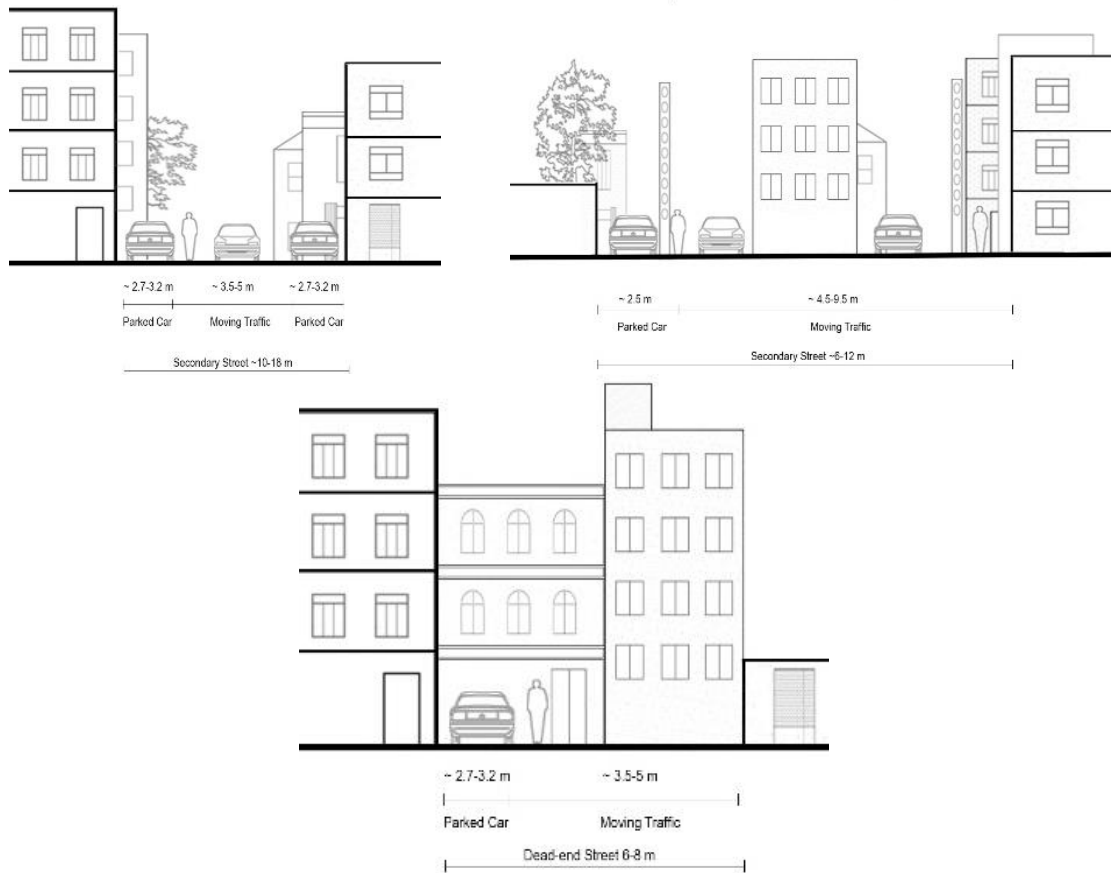 ~ 2.7-3.2 m ~ 3.5-5 m ~ 2.7-3.2 m
Parked Car Moving Traffic Parked Car
Secondary Street ~10-18 m
~ 2.5 m ~ 4.5-9.5 m
Parked Car Moving Traffic
Secondary Street ~6-12 m
~ 2.7-3.2 m ~ 3.5-5 m
Parked Car Moving Traffic
Dead-end Street 6-8 m